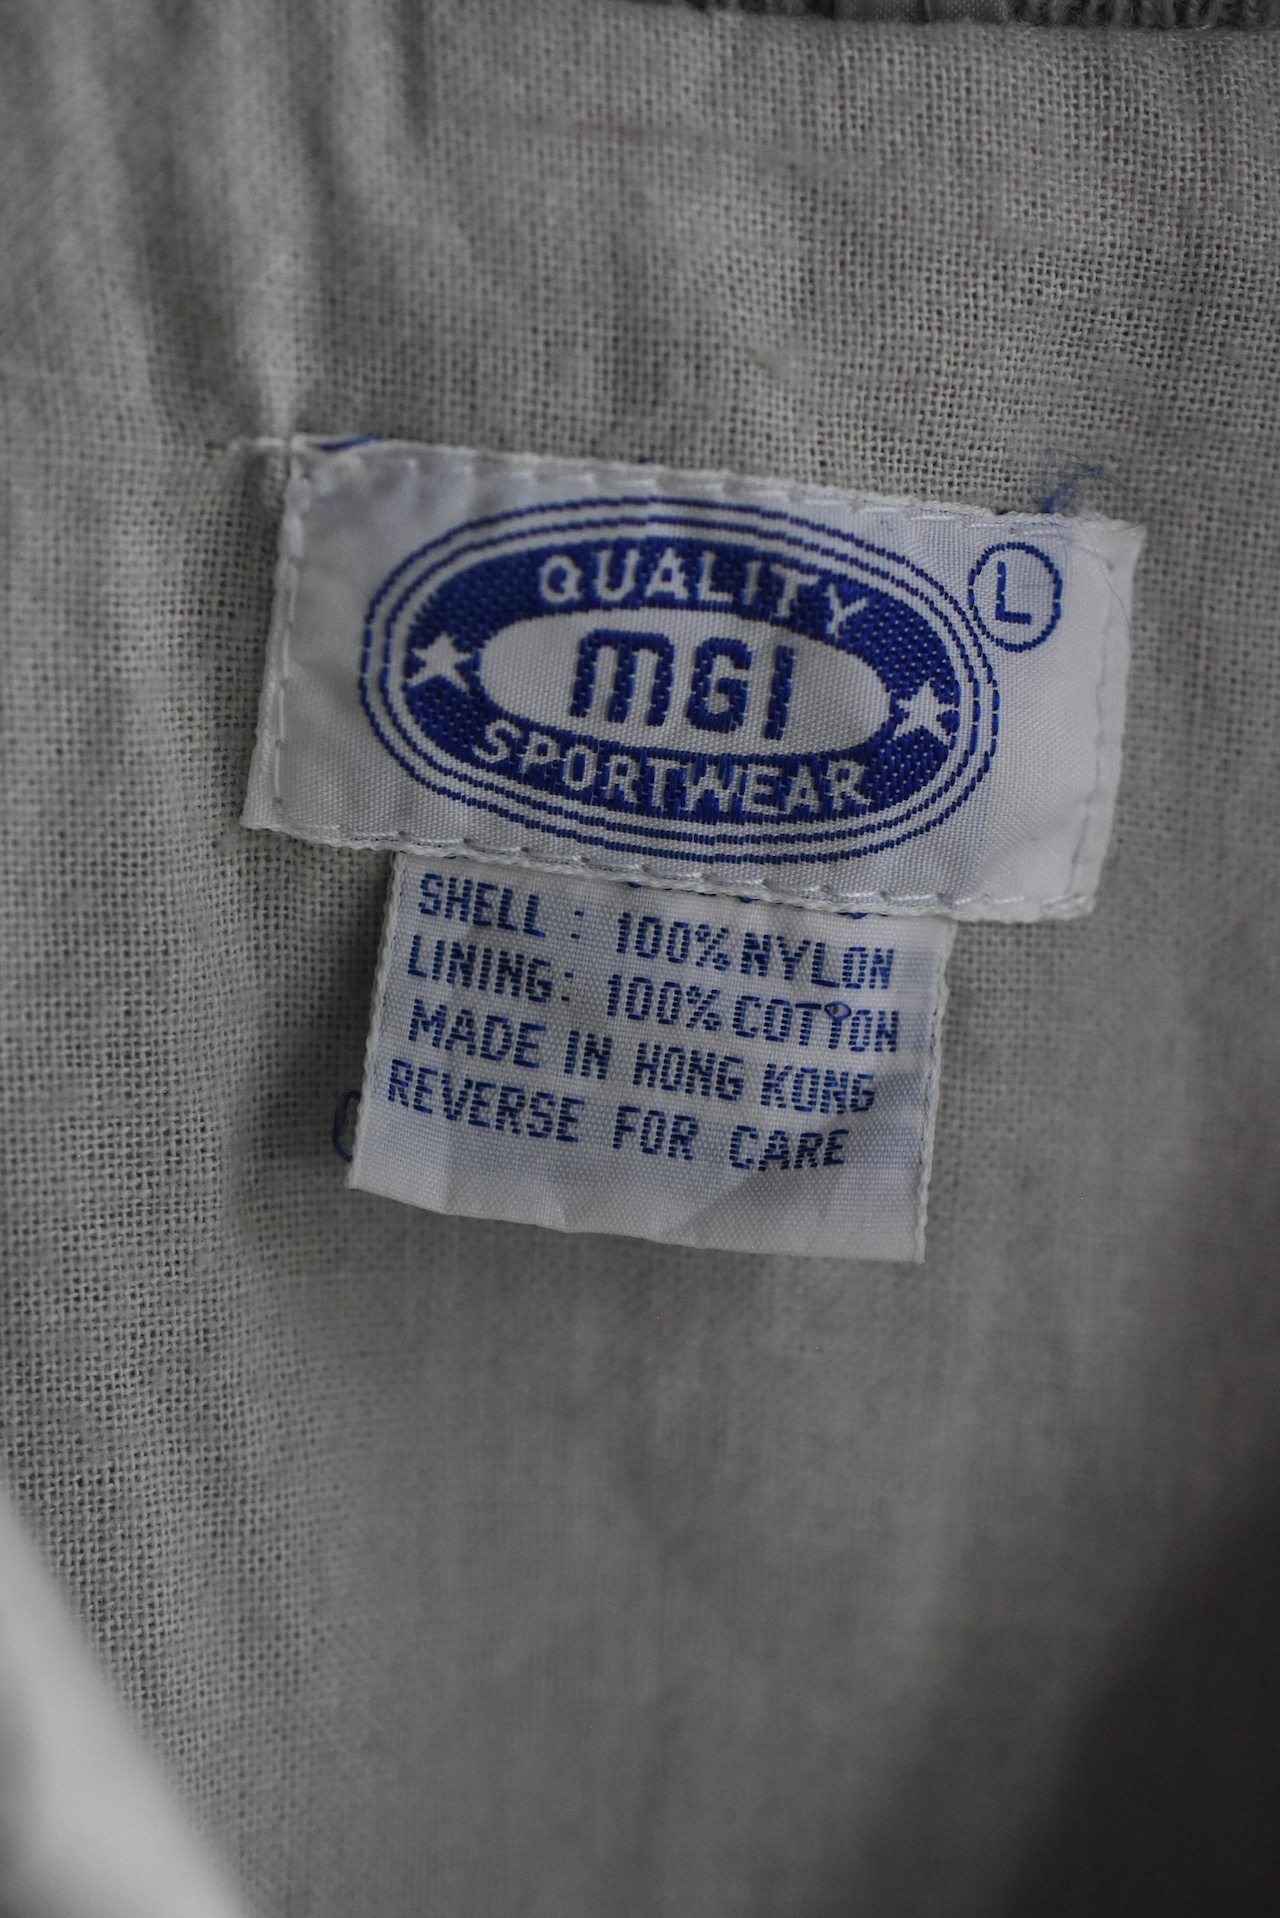 QUALITY
L
MGI
SPORTWEAR
SHELL : 100% NYLON
LINING: 100% COTTON
MADE IN HONG KONG
REVERSE FOR CARE